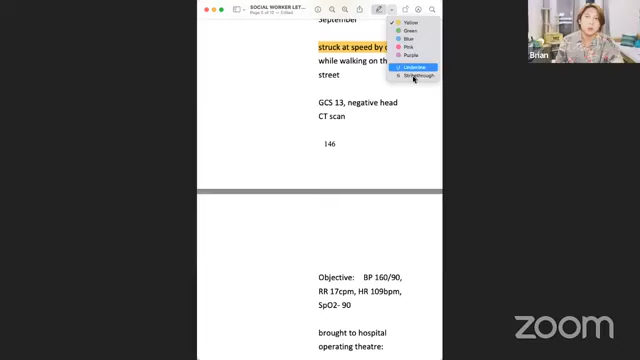 SOCIAL WORKER LET...
Page 5 of 10 – Edited
September
struck at speed by c
while walking on th
street
GCS 13, negative head
CT scan
146
Yellow
Green
Blue
Pink
Purple
U Underline
S Strikethrough
Brian
Objective: BP 160/90,
RR 17cpm, HR 109bpm,
SpO2- 90
brought to hospital
operating theatre:
zoom